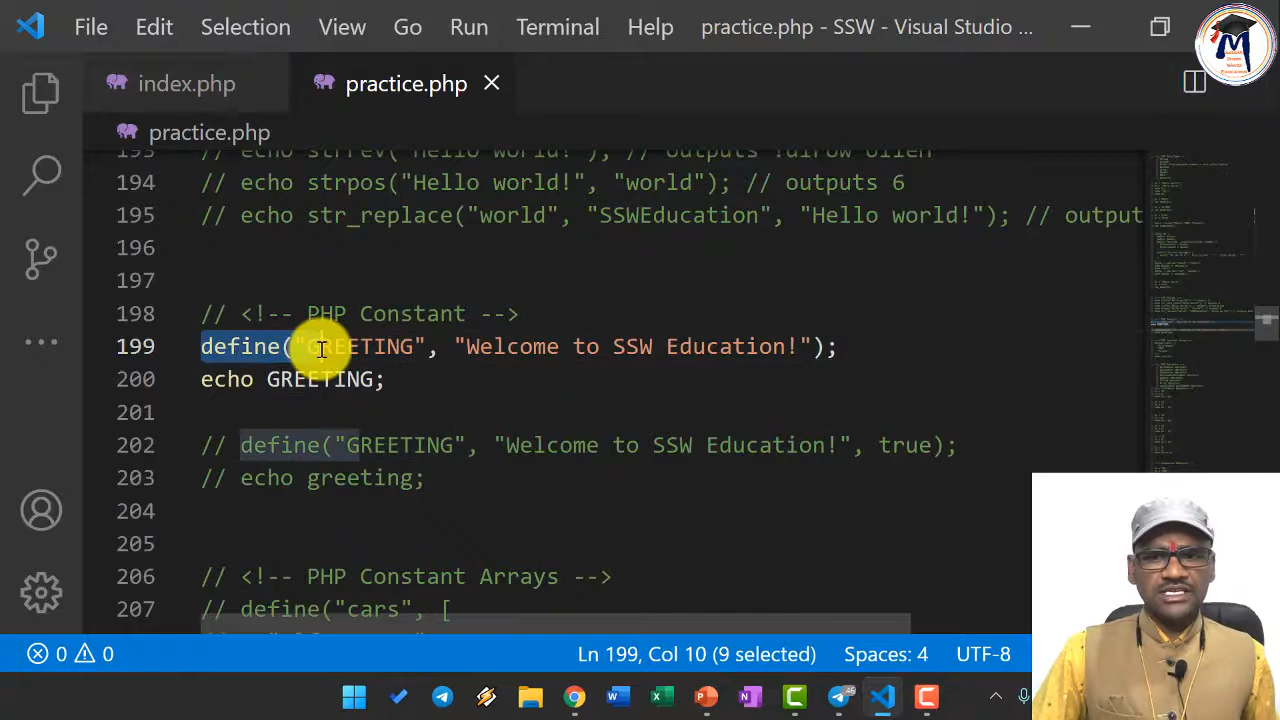 File Edit Selection View Go Run Terminal Help practice.php - SSW - Visual Studio ...
index.php practice.php
practice.php
194 // echo strpos("Hello world!", "world"); // outputs 6
195 // echo str_replace("world", "SSWEducation", "Hello world!"); // output
196
197
198 // <!-- PHP Constant -->
199 define("GREETING", "Welcome to SSW Education!");
200 echo GREETING;
201
202 // define("GREETING", "Welcome to SSW Education!", true);
203 // echo greeting;
204
205
206 // <!-- PHP Constant Arrays -->
207 // define("cars", [
0 0 Ln 199, Col 10 (9 selected) Spaces: 4 UTF-8